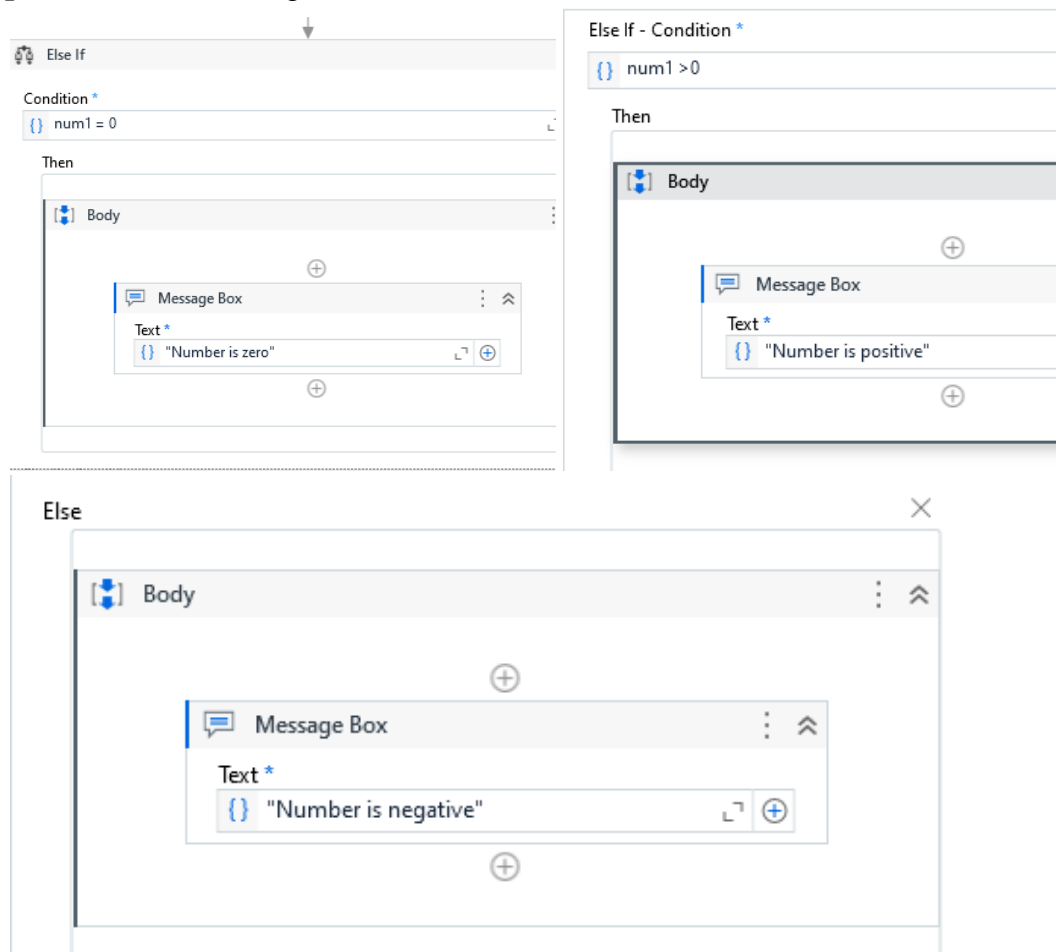 Else If
Condition *
{} num1 = 0
Then
Body
Message Box
Text *
{} "Number is zero"
Else If - Condition *
{} num1 >0
Then
Body
Message Box
Text *
{} "Number is positive"
Else
Body
Message Box
Text *
{} "Number is negative"